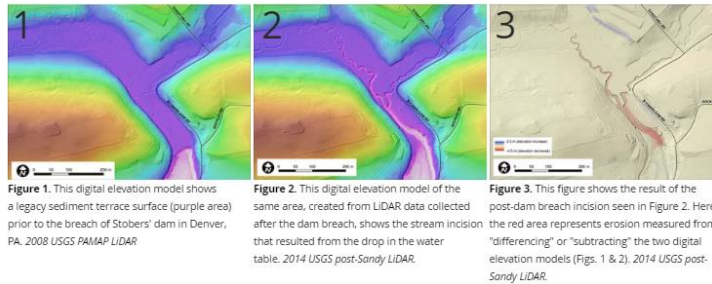 1
2
3
Figure 1. This digital elevation model shows
a legacy sediment terrace surface (purple area)
prior to the breach of Stobers' dam in Denver,
PA. 2008 USGS PAMAP LiDAR
Figure 2. This digital elevation model of the
same area, created from LiDAR data collected
after the dam breach, shows the stream incision
that resulted from the drop in the water
table. 2014 USGS post-Sandy LiDAR.
Figure 3. This figure shows the result of the
post-dam breach incision seen in Figure 2. Here
the red area represents erosion measured from
"differencing" or "subtracting" the two digital
elevation models (Figs. 1 & 2). 2014 USGS post-
Sandy LiDAR.